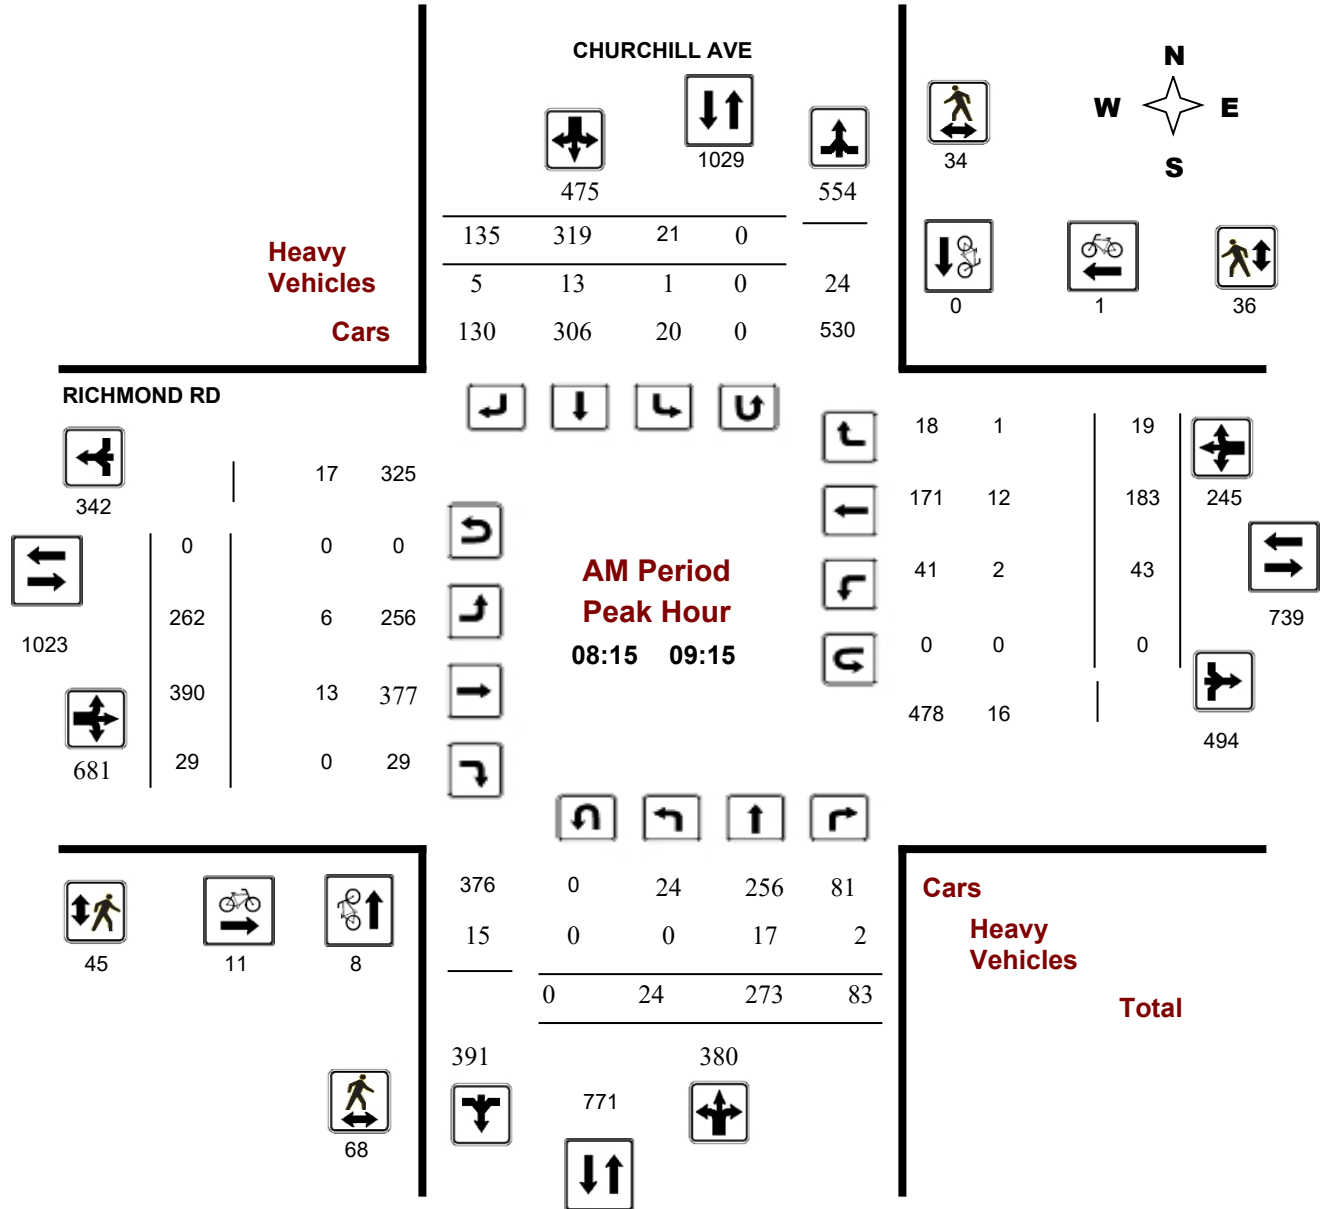 CHURCHILL AVE
N
W E
S
1029
34
475 554
135 319 21 0
Heavy
Vehicles
5 13 1 0 24
0 1 36
Cars
130 306 20 0 530
RICHMOND RD
18 1 19
17 325
342
171 12 183 245
0 0 0
AM Period
41 2 43
262 6 256
Peak Hour
739
1023
08:15 09:15
0 0 0
390 13 377
478 16
494
681 29 0 29
376 0 24 256 81
Cars
15 0 0 17 2
Heavy
Vehicles
45 11 8
0 24 273 83
Total
391 380
771
68